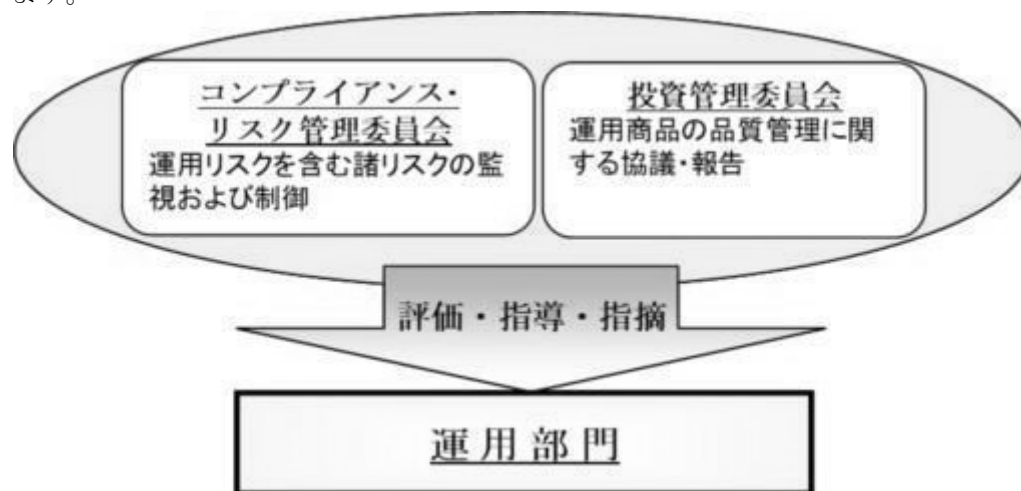 ます。
コンプライアンス・
リスク管理委員会
運用リスクを含む諸リスクの監
視および制御
投資管理委員会
運用商品の品質管理に関
する協議・報告
評価・指導・指摘
運用部門